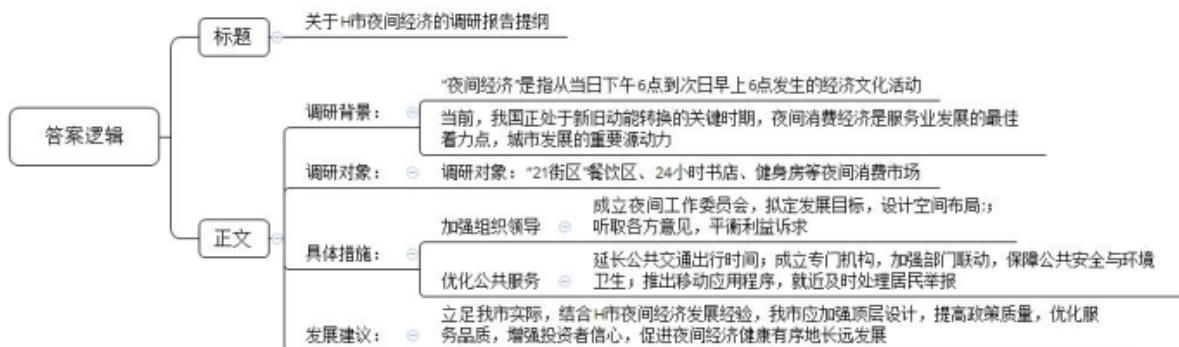 关于H市夜间经济的调研报告提纲
标题
"夜间经济"是指从当日下午6点到次日早上6点发生的经济文化活动
调研背景：
当前，我国正处于新旧动能转换的关键时期，夜间消费经济是服务业发展的最佳
着力点，城市发展的重要源动力
答案逻辑
调研对象：
调研对象："21街区"餐饮区、24小时书店、健身房等夜间消费市场
正文
具体措施：
加强组织领导
成立夜间工作委员会，拟定发展目标，设计空间布局;；
听取各方意见，平衡利益诉求
优化公共服务
延长公共交通出行时间；成立专门机构，加强部门联动，保障公共安全与环境
卫生；推出移动应用程序，就近及时处理居民举报
发展建议：
立足我市实际，结合H市夜间经济发展经验，我市应加强顶层设计，提高政策质量，优化服
务品质，增强投资者信心，促进夜间经济健康有序地长远发展